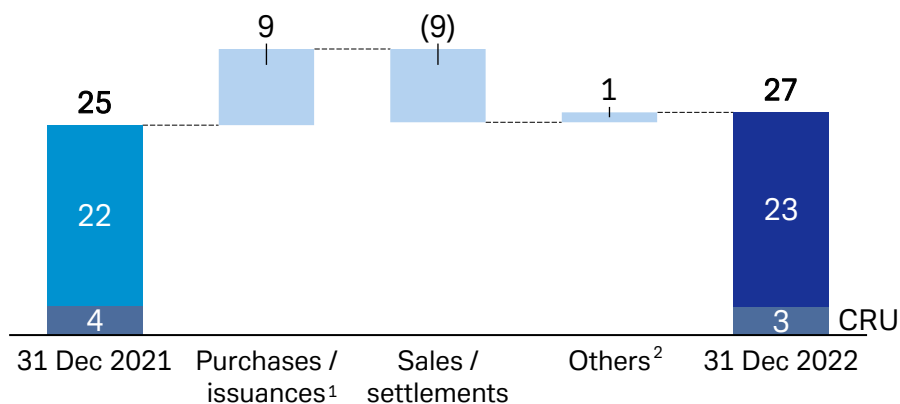 9
(9)
25
1
27
22
23
4
3
CRU
31 Dec 2021
Purchases /
issuances¹
Sales /
settlements
Others²
31 Dec 2022